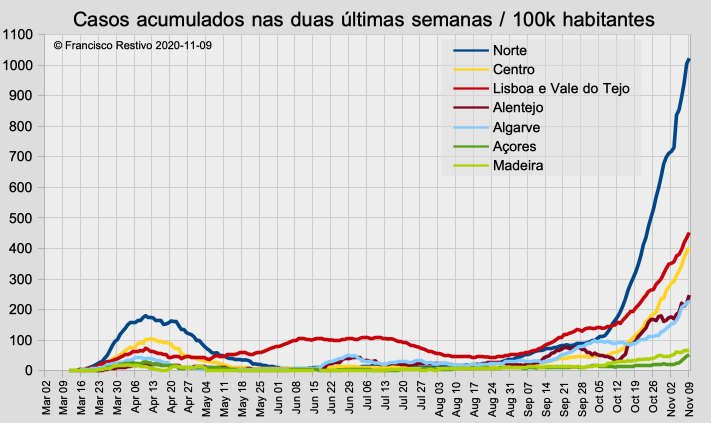 Casos acumulados nas duas últimas semanas / 100k habitantes
© Francisco Restivo 2020-11-09
Norte
Centro
Lisboa e Vale do Tejo
Alentejo
Algarve
Açores
Madeira
1100
1000
900
800
700
600
500
400
300
200
100
0
Mar 02
Mar 09
Mar 16
Mar 23
Mar 30
Apr 06
Apr 13
Apr 20
Apr 27
May 04
May 11
May 18
May 25
Jun 01
Jun 08
Jun 15
Jun 22
Jun 29
Jul 06
Jul 13
Jul 20
Jul 27
Aug 03
Aug 10
Aug 17
Aug 24
Aug 31
Sep 07
Sep 14
Sep 21
Sep 28
Oct 05
Oct 12
Oct 19
Oct 26
Nov 02
Nov 09